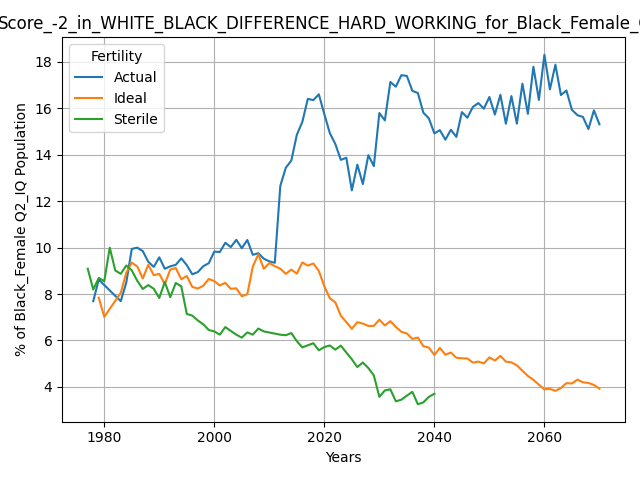 Score_-2_in_WHITE_BLACK_DIFFERENCE_HARD_WORKING_for_Black_Female_
Fertility
Actual
Ideal
Sterile
% of Black_Female Q2_IQ Population
18
16
14
12
10
8
6
4
1980
2000
2020
2040
2060
Years